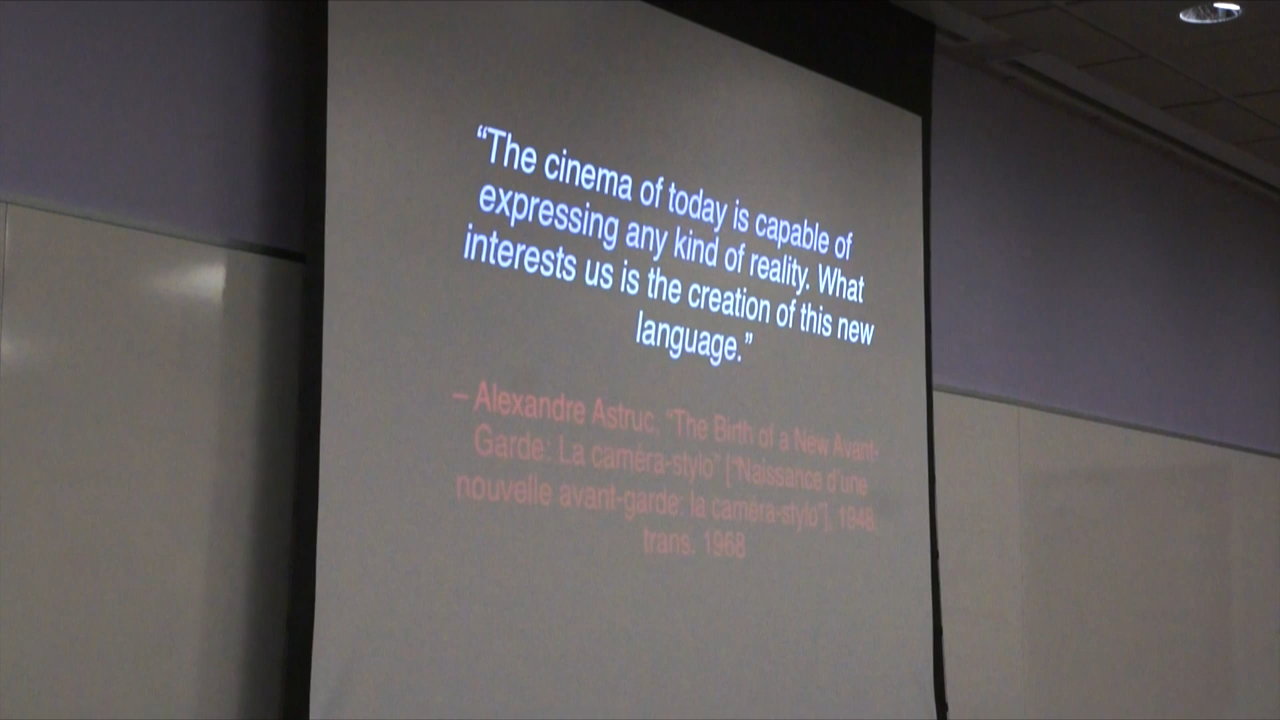 “The cinema of today is capable of
expressing any kind of reality. What
interests us is the creation of this new
language.”
– Alexandre Astruc, “The Birth of a New Avant-
Garde: La caméra-stylo” [“Naissance d’une
nouvelle avant-garde: la caméra-stylo”], 1948
trans. 1968